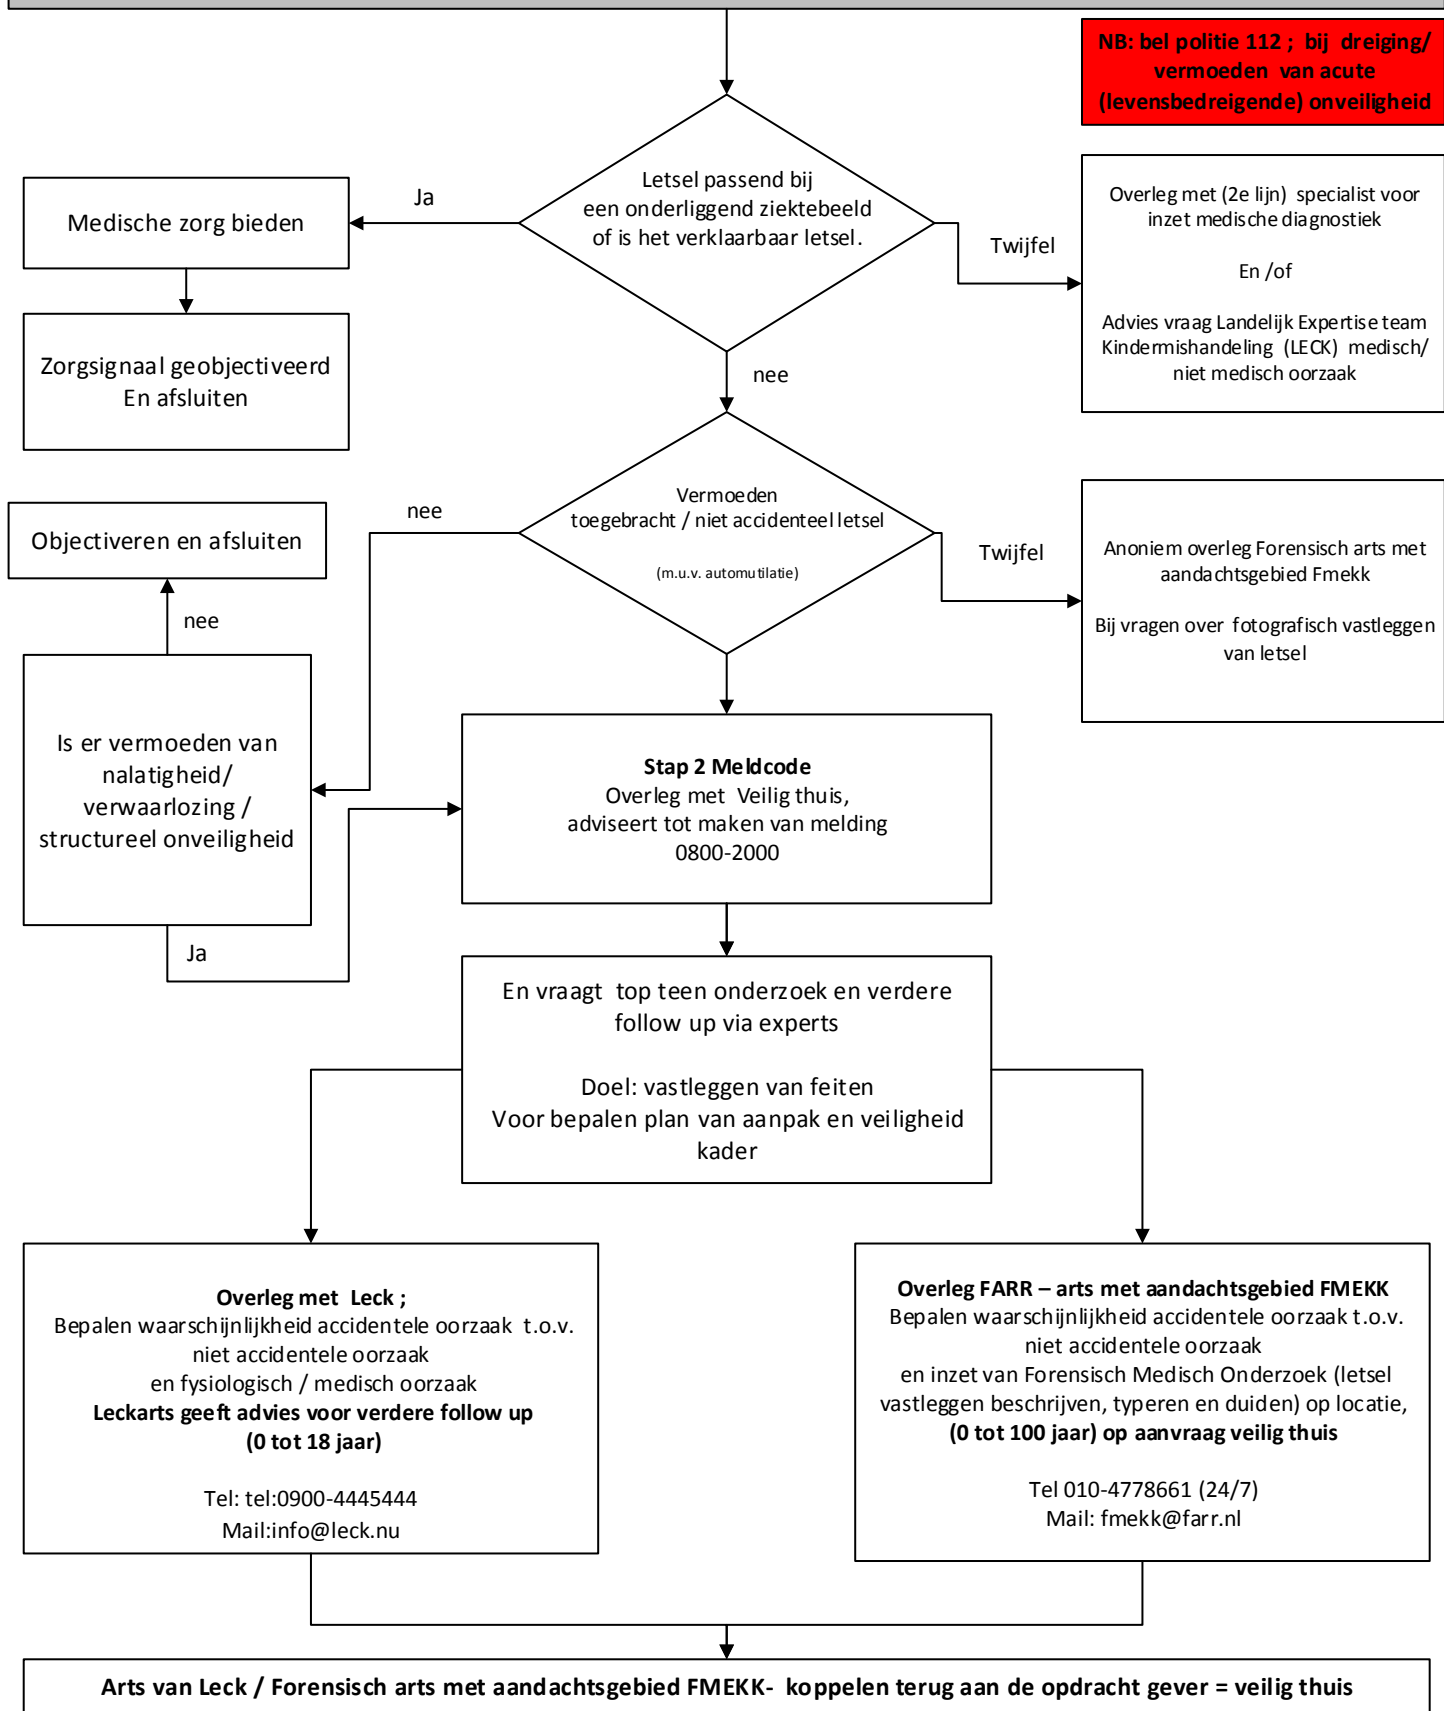 NB: bel politie 112 ; bij dreiging/
vermoeden van acute
(levensbedreigende) onveiligheid
Letsel passend bij
een onderliggend ziektebeeld
of is het verklaarbaar letsel.
Ja
Medische zorg bieden
Twijfel
Overleg met (2e lijn) specialist voor
inzet medische diagnostiek
En /of
Advies vraag Landelijk Expertise team
Kindermishandeling (LECK) medisch/
niet medisch oorzaak
Zorgsignaal geobjectiveerd
En afsluiten
nee
Vermoeden
toegebracht / niet accidenteel letsel
(m.u.v. automutilatie)
nee
Objectiveren en afsluiten
Twijfel
Anoniem overleg Forensisch arts met
aandachtsgebied Fmekk
Bij vragen over fotografisch vastleggen
van letsel
nee
Is er vermoeden van
nalatigheid/
verwaarlozing /
structureel onveiligheid
Ja
Stap 2 Meldcode
Overleg met Veilig thuis,
adviseert tot maken van melding
0800-2000
En vraagt top teen onderzoek en verdere
follow up via experts
Doel: vastleggen van feiten
Voor bepalen plan van aanpak en veiligheid
kader
Overleg met Leck ;
Bepalen waarschijnlijkheid accidentele oorzaak t.o.v.
niet accidentele oorzaak
en fysiologisch / medisch oorzaak
Leckarts geeft advies voor verdere follow up
(0 tot 18 jaar)
Tel: tel:0900-4445444
Mail:info@leck.nu
Overleg FARR – arts met aandachtsgebied FMEKK
Bepalen waarschijnlijkheid accidentele oorzaak t.o.v.
niet accidentele oorzaak
en inzet van Forensisch Medisch Onderzoek (letsel
vastleggen beschrijven, typeren en duiden) op locatie,
(0 tot 100 jaar) op aanvraag veilig thuis
Tel 010-4778661 (24/7)
Mail: fmekk@farr.nl
Arts van Leck / Forensisch arts met aandachtsgebied FMEKK- koppelen terug aan de opdracht gever = veilig thuis